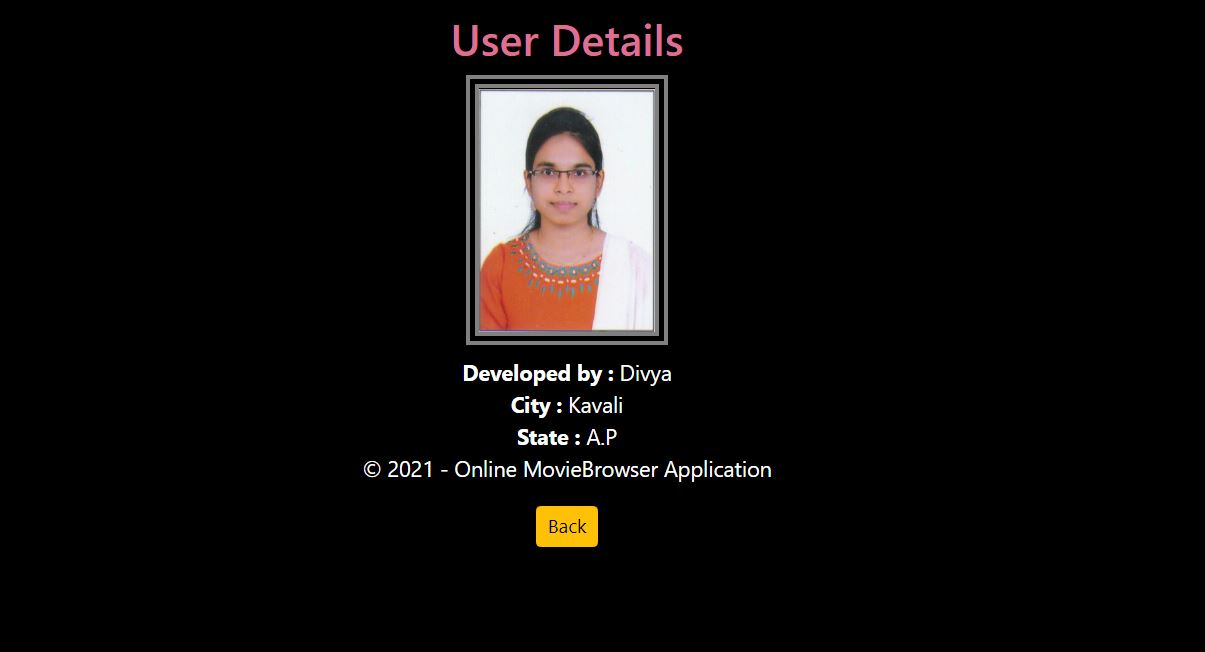 User Details
Developed by : Divya
City : Kavali
State : A.P
© 2021 - Online MovieBrowser Application
Back